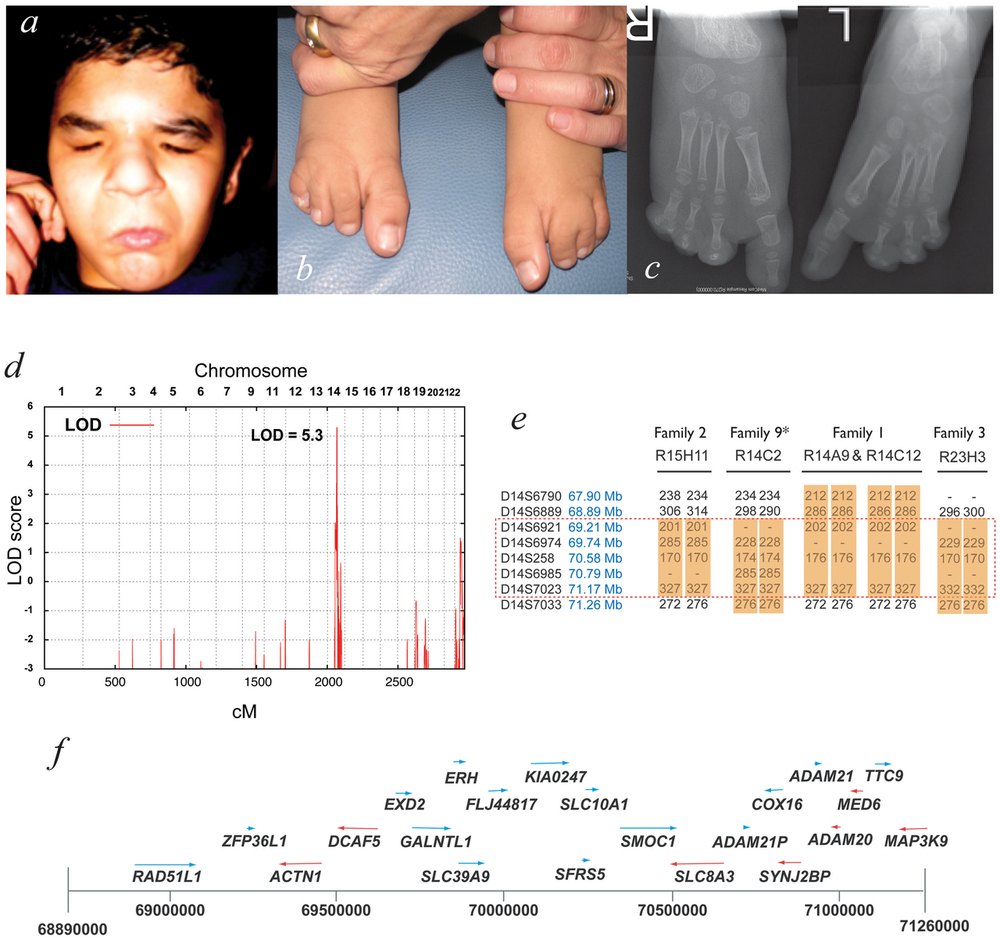 a
b
c
R
L
d
Chromosome
1 2 3 4 5 6 7 9 11 12 13 14 15 16 17 18 19 20 21 22
LOD
LOD = 5.3
6
5
4
3
2
1
0
-1
-2
-3
LOD score
0 500 1000 1500 2000 2500
cM
e
Family 2 Family 9* Family 1 Family 3
R15H11 R14C2 R14A9 & R14C12 R23H3
D14S6790 67.90 Mb 238 234 234 234 212 212 212 212 - -
D14S6889 68.89 Mb 306 314 298 290 286 286 286 286 296 300
D14S6921 69.21 Mb 201 201 - - 202 202 202 202 - -
D14S6974 69.74 Mb 285 285 228 228 - - - - 229 229
D14S258 70.58 Mb 170 170 174 174 176 176 176 176 170 170
D14S6985 70.79 Mb - - 285 285 - -
D14S7023 71.17 Mb 327 327 327 327 327 327 332 332
D14S7033 71.26 Mb 272 276 276 276 272 276 272 276 276 276
f
ADAM21 TTC9
ERH KIA0247
EXD2 FLJ44817 SLC10A1 COX16 MED6
ZFP36L1 DCAF5 GALNTL1 SMOC1 ADAM21P ADAM20 MAP3K9
RAD51L1 ACTN1 SLC39A9 SFRS5 SLC8A3 SYNJ2BP
68890000 69000000 69500000 70000000 70500000 71000000 71260000